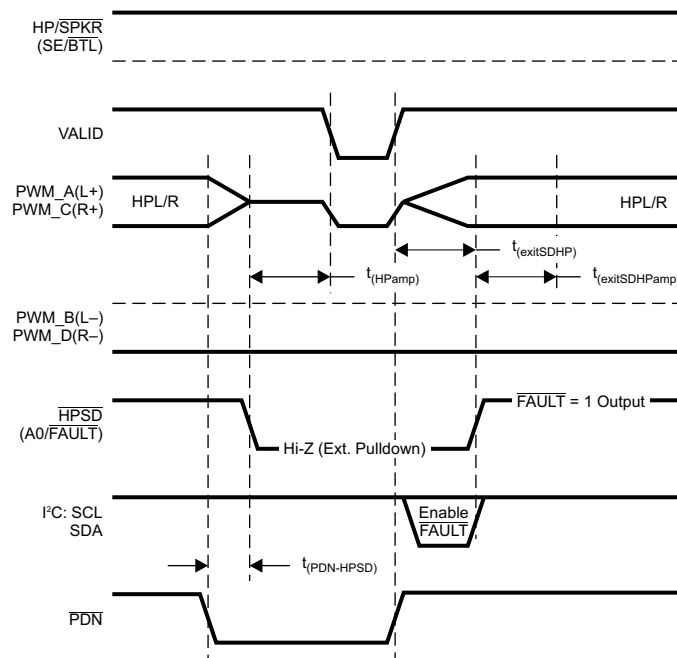 HP/SPKR
(SE/BTL)
VALID
PWM_A(L+)
PWM_C(R+)
HPL/R
HPL/R
t(exitSDHP)
t(HPamp)
t(exitSDHPamp
PWM_B(L–)
PWM_D(R–)
HPSD
(A0/FAULT)
FAULT = 1 Output
Hi-Z (Ext. Pulldown)
I²C: SCL
SDA
Enable
FAULT
t(PDN-HPSD)
PDN